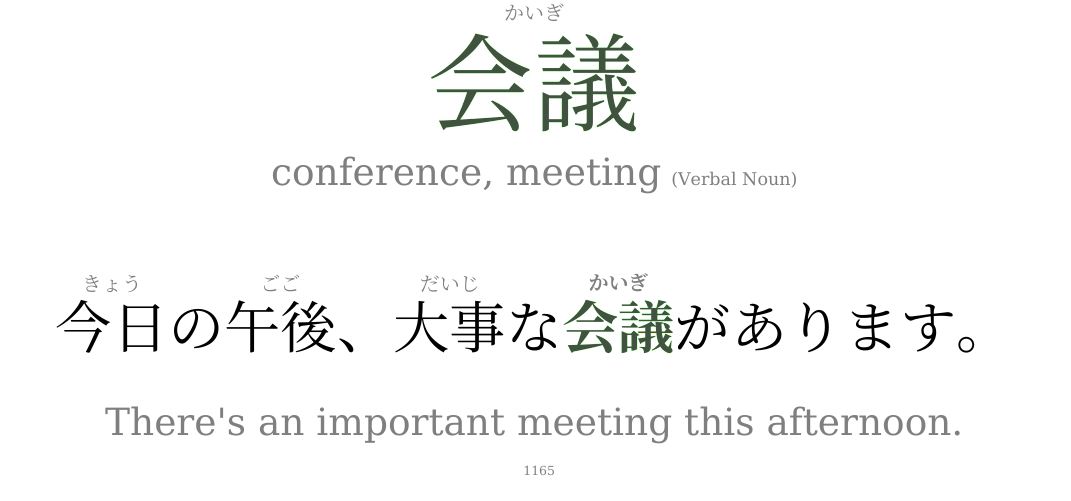 かいぎ
会議
conference, meeting (Verbal Noun)
きょう ごご だいじ かいぎ
今日の午後、大事な会議があります。
There's an important meeting this afternoon.
1165